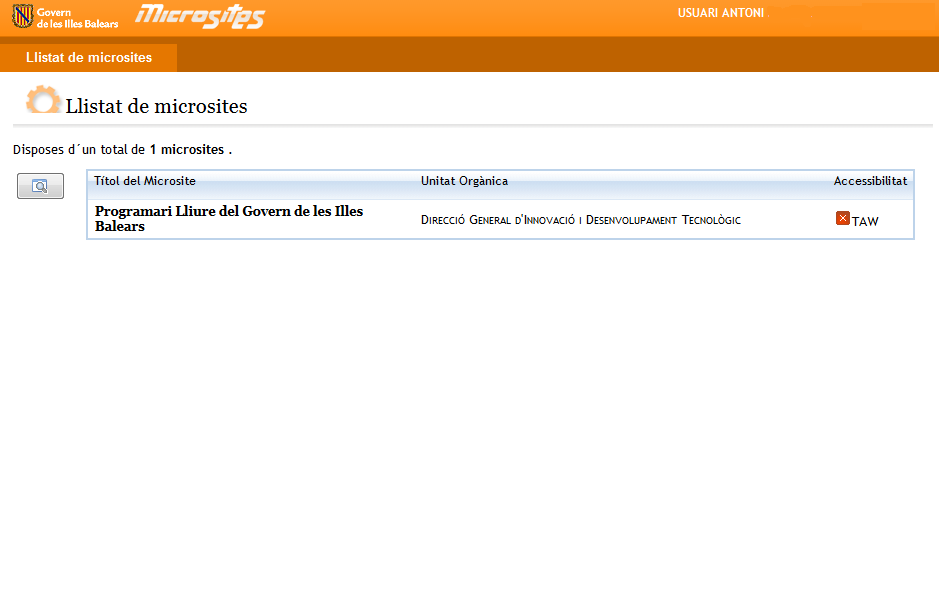 Govern
de les Illes Balears
Microsites
USUARI ANTONI
Llistat de microsites
Llistat de microsites
Disposes d´un total de 1 microsites .
Títol del Microsite Unitat Orgànica Accessibilitat
Programari Lliure del Govern de les Illes
Balears
Direcció General d'Innovació i Desenvolupament Tecnològic
TAW